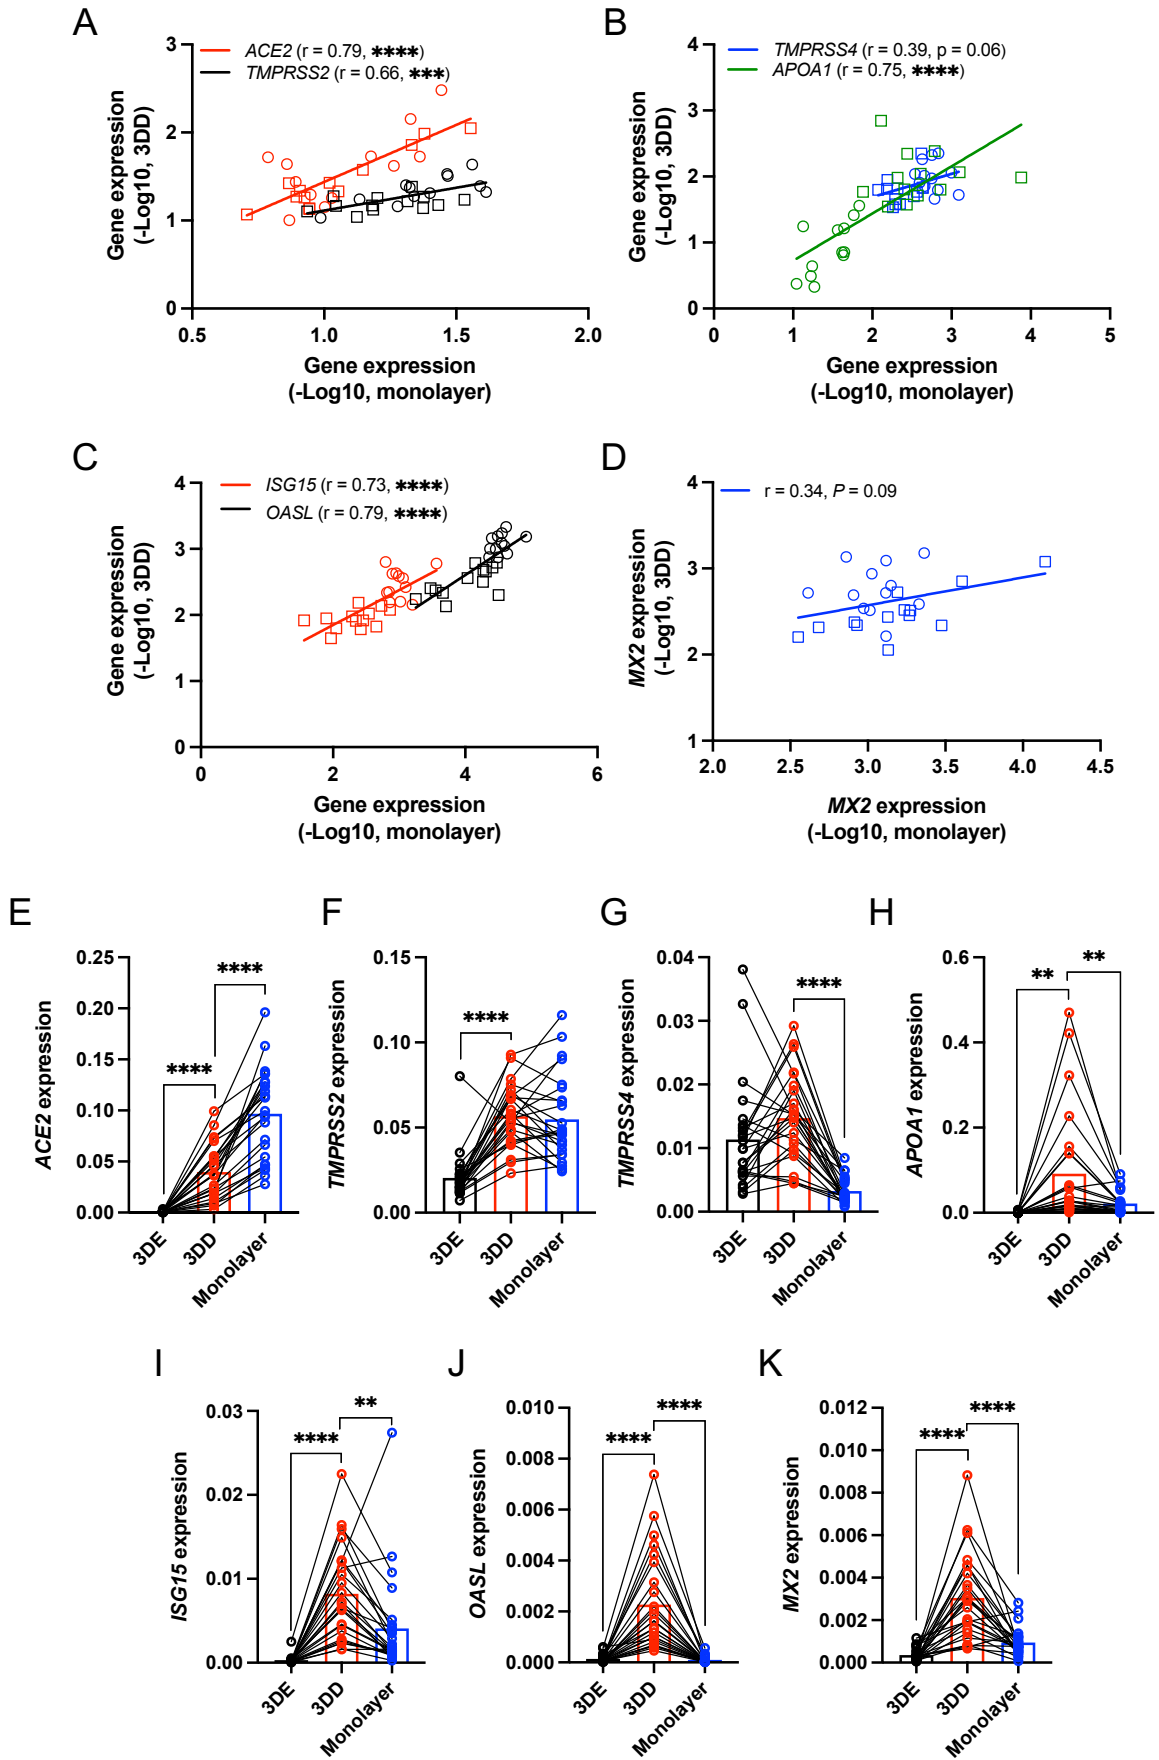 A
ACE2 (r = 0.79, ****)
TMPRSS2 (r = 0.66, ***)
Gene expression
(-Log10, 3DD)
3
2
1
0
0.5
1.0
1.5
2.0
Gene expression
(-Log10, monolayer)
B
TMPRSS4 (r = 0.39, p = 0.06)
APOA1 (r = 0.75, ****)
Gene expression
(-Log10, 3DD)
4
3
2
1
0
0
1
2
3
4
5
Gene expression
(-Log10, monolayer)
C
ISG15 (r = 0.73, ****)
OASL (r = 0.79, ****)
Gene expression
(-Log10, 3DD)
4
3
2
1
0
0
2
4
6
Gene expression
(-Log10, monolayer)
D
r = 0.34, P = 0.09
MX2 expression
(-Log10, 3DD)
4
3
2
1
2.0
2.5
3.0
3.5
4.0
4.5
MX2 expression
(-Log10, monolayer)
E
ACE2 expression
0.25
0.20
0.15
0.10
0.05
0.00
****
****
3DE
3DD
Monolayer
F
TMPRSS2 expression
0.15
0.10
0.05
0.00
****
3DE
3DD
Monolayer
G
TMPRSS4 expression
0.04
0.03
0.02
0.01
0.00
****
3DE
3DD
Monolayer
H
APOA1 expression
0.6
0.4
0.2
0.0
**
**
3DE
3DD
Monolayer
I
ISG15 expression
0.03
0.02
0.01
0.00
****
**
3DE
3DD
Monolayer
J
OASL expression
0.010
0.008
0.006
0.004
0.002
0.000
****
****
3DE
3DD
Monolayer
K
MX2 expression
0.012
0.010
0.008
0.006
0.004
0.002
0.000
****
****
3DE
3DD
Monolayer